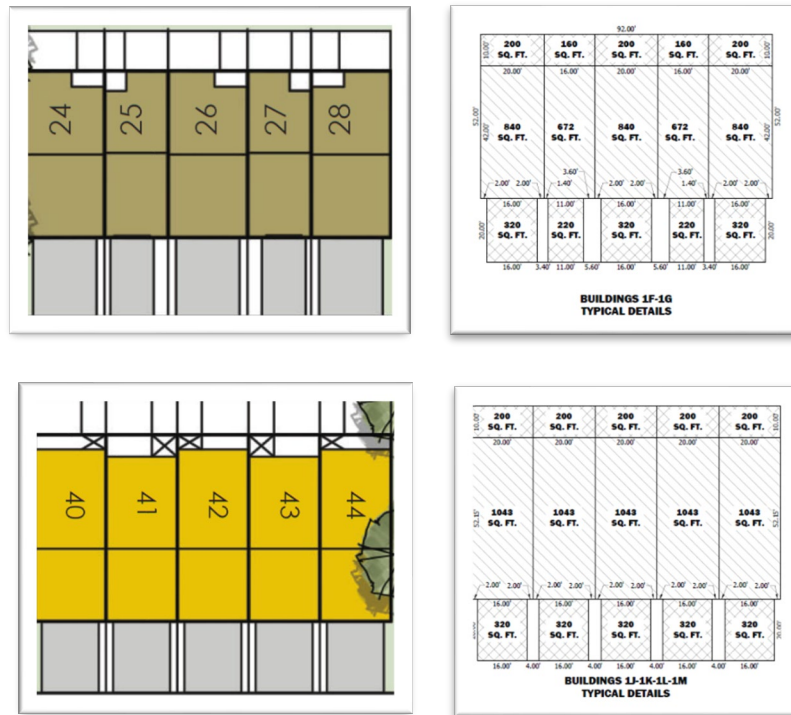 24 25 26 27 28
92.00'
10.00' 200 SQ. FT. 160 SQ. FT. 200 SQ. FT. 160 SQ. FT. 200 SQ. FT. 10.00'
20.00' 16.00' 20.00' 16.00' 20.00'
52.00' 42.00' 840 SQ. FT. 672 SQ. FT. 840 SQ. FT. 672 SQ. FT. 840 SQ. FT. 42.00' 52.00'
3.60' 3.60'
2.00' 2.00' 1.40' 2.00' 2.00' 1.40' 2.00' 2.00'
16.00' 11.00' 16.00' 11.00' 16.00'
20.00' 320 SQ. FT. 220 SQ. FT. 320 SQ. FT. 220 SQ. FT. 320 SQ. FT. 20.00'
16.00' 3.40' 11.00' 5.60' 16.00' 5.60' 11.00' 3.40' 16.00'
BUILDINGS 1F-1G
TYPICAL DETAILS
40 41 42 43 44
10.00' 200 SQ. FT. 200 SQ. FT. 200 SQ. FT. 200 SQ. FT. 200 SQ. FT. 10.00'
20.00' 20.00' 20.00' 20.00' 20.00'
52.15' 1043 SQ. FT. 1043 SQ. FT. 1043 SQ. FT. 1043 SQ. FT. 1043 SQ. FT. 52.15'
2.00' 2.00' 2.00' 2.00' 2.00' 2.00' 2.00' 2.00' 2.00' 2.00'
16.00' 16.00' 16.00' 16.00' 16.00'
320 SQ. FT. 320 SQ. FT. 320 SQ. FT. 320 SQ. FT. 320 SQ. FT.
16.00' 4.00' 16.00' 4.00' 16.00' 4.00' 16.00' 4.00' 16.00'
BUILDINGS 1J-1K-1L-1M
TYPICAL DETAILS